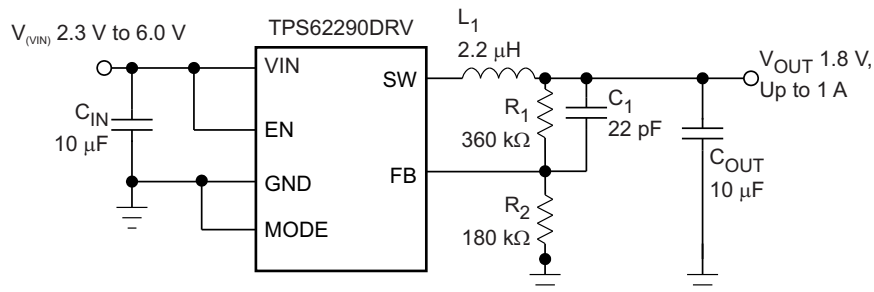 TPS62290DRV
V(VIN) 2.3 V to 6.0 V
L1
2.2 μH
VOUT 1.8 V,
Up to 1 A
VIN
SW
CIN
10 μF
EN
R1
360 kΩ
C1
22 pF
COUT
10 μF
GND
FB
MODE
R2
180 kΩ